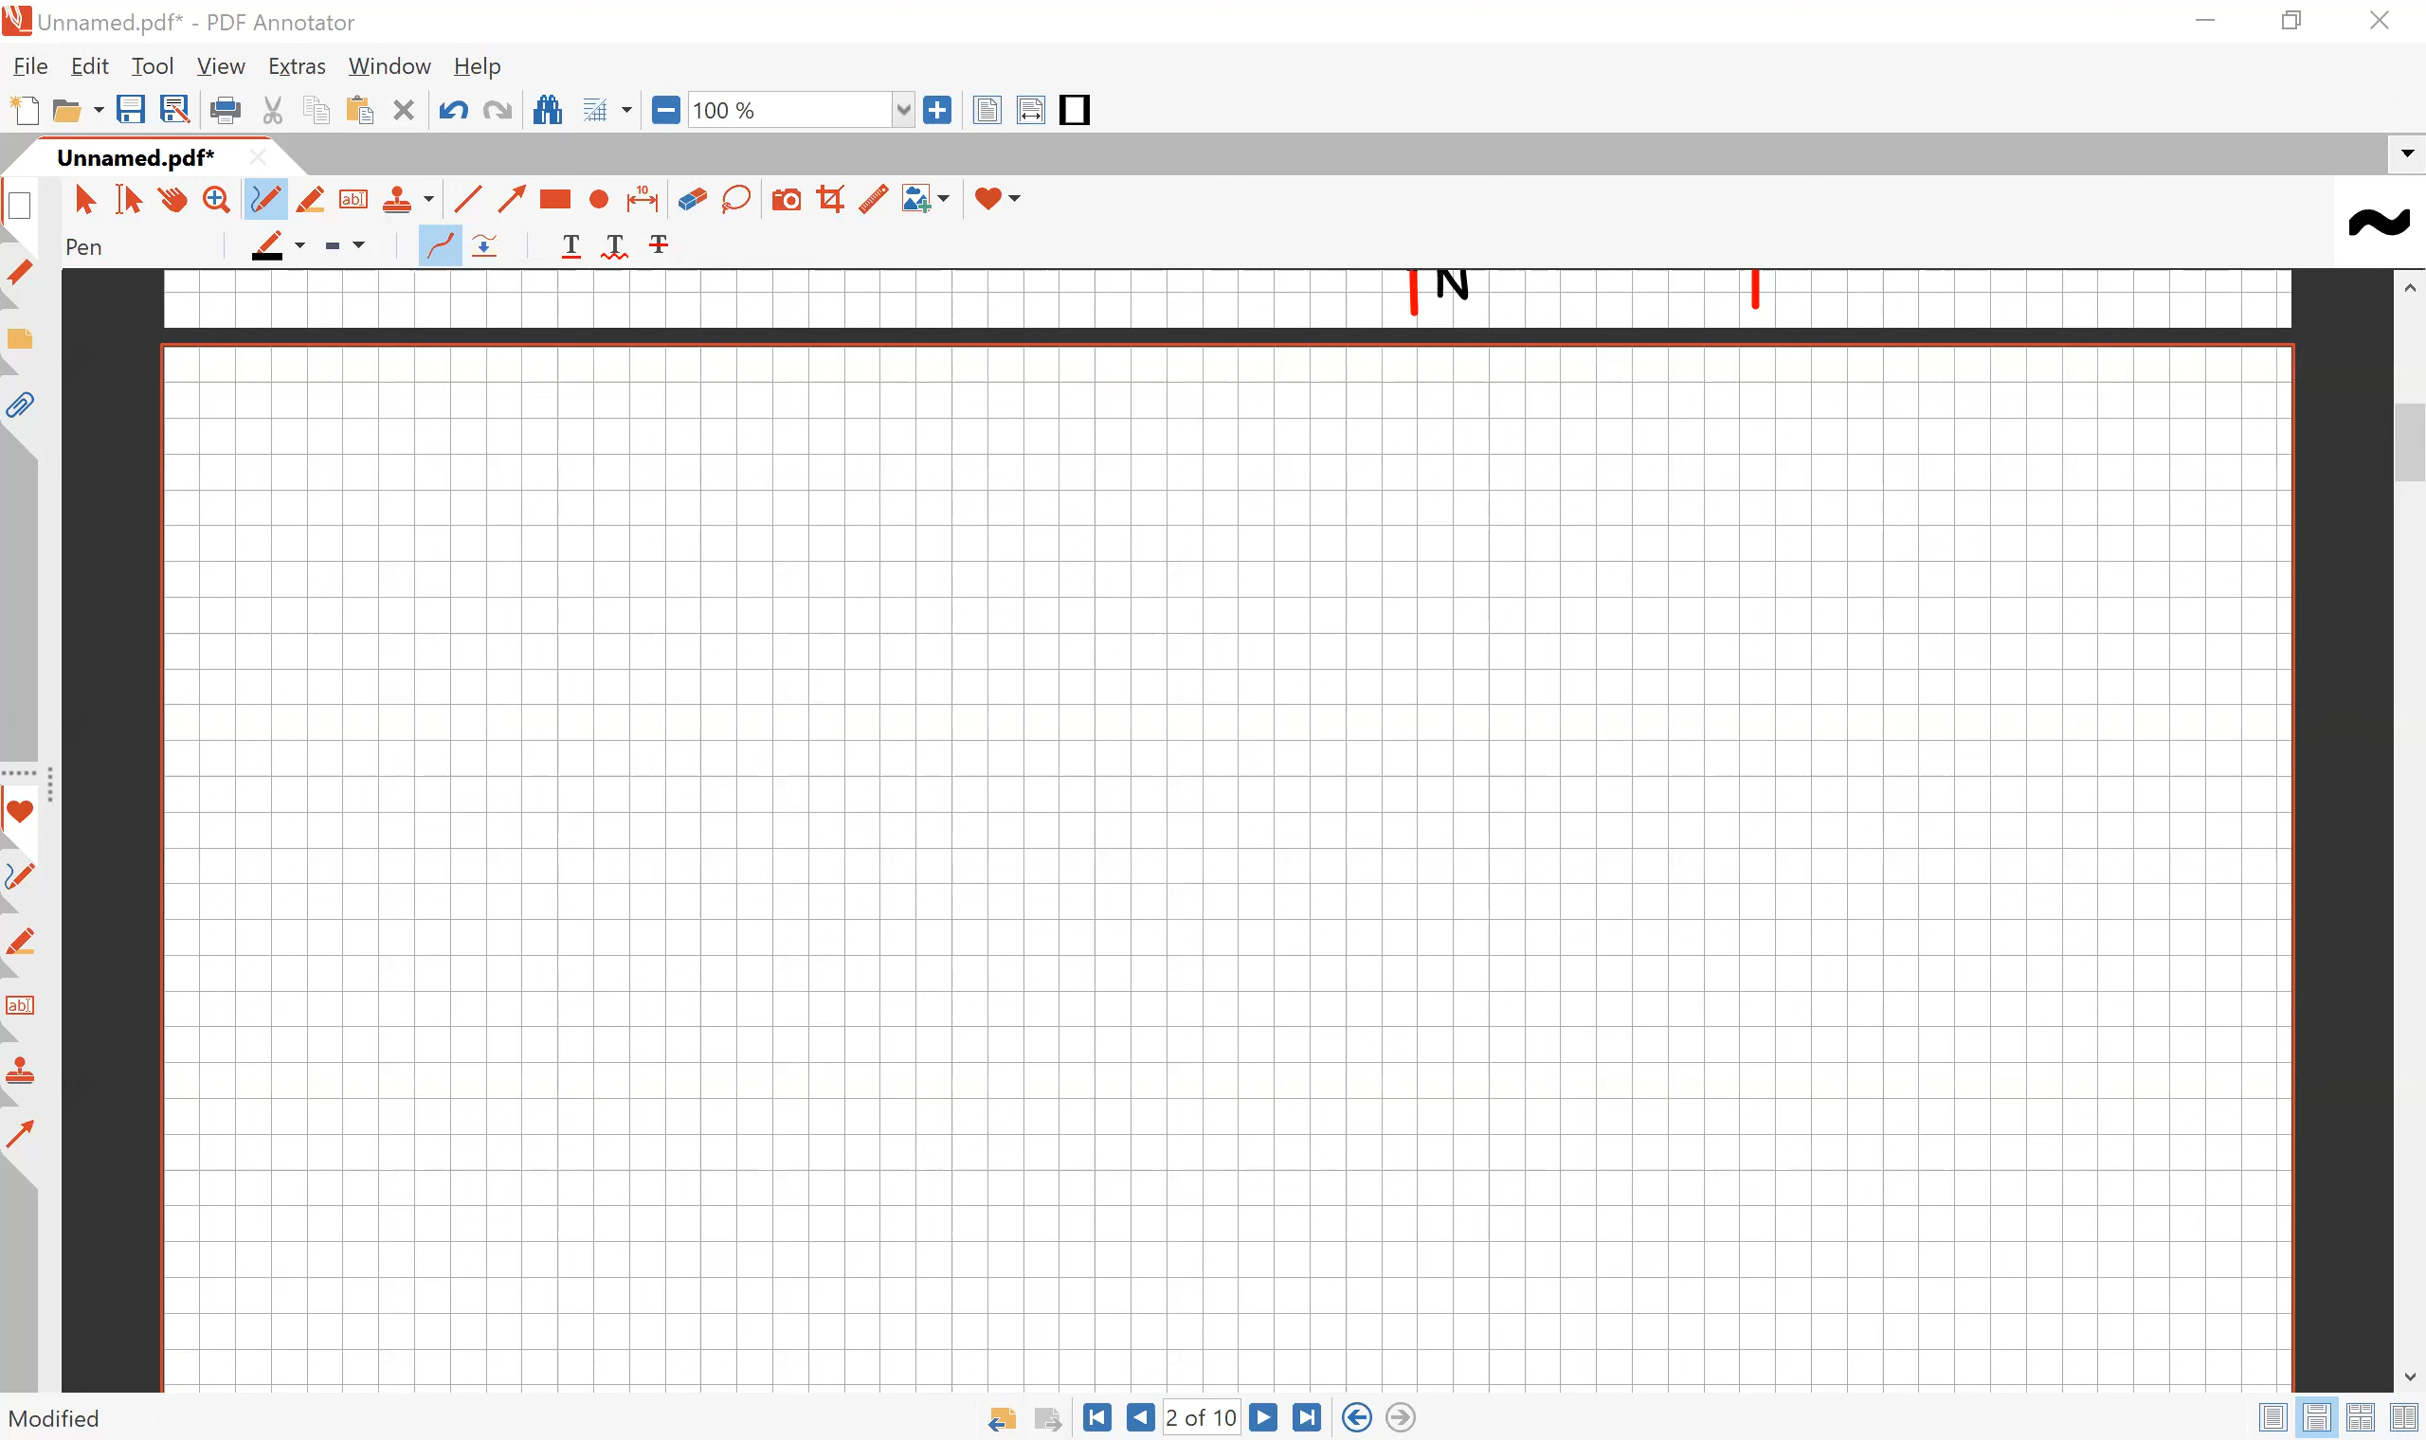 Unnamed.pdf* - PDF Annotator
File Edit Tool View Extras Window Help
100 %
Unnamed.pdf*
Pen
N
Modified
2 of 10